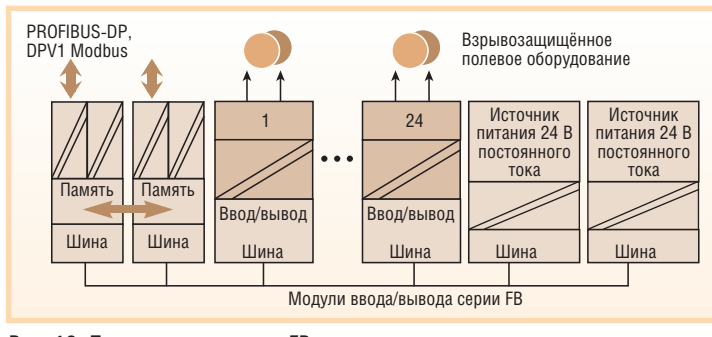 PROFIBUS-DP,
DPV1 Modbus
Взрывозащищённое
полевое оборудование
1
24
Источник
питания 24 В
постоянного
тока
Источник
питания 24 В
постоянного
тока
Память
Память
Ввод/вывод
Ввод/вывод
Шина
Шина
Шина
Шина
Шина
Шина
Модули ввода/вывода серии FB